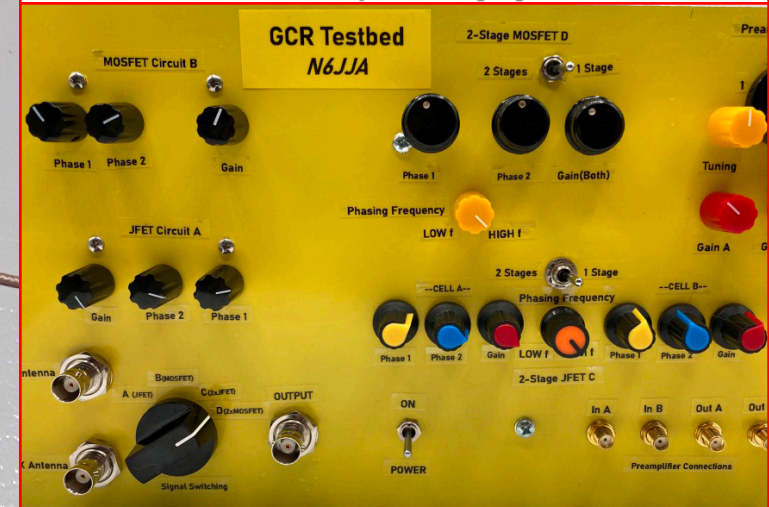 GCR Testbed
N6JJA
2-Stage MOSFET D
2 Stages
1 Stage
MOSFET Circuit B
Phase 1
Phase 2
Gain
Phase 1
Phase 2
Gain(Both)
1
Tuning
Phasing Frequency
LOW f
HIGH f
Gain A
JFET Circuit A
Gain
Phase 2
Phase 1
2 Stages
1 Stage
--CELL A--
Phasing Frequency
--CELL B--
Phase 1
Phase 2
Gain
LOW f
Phase 1
Phase 2
Gain
2-Stage JFET C
B(MOSFET)
A (JFET)
C(2xJFET)
D(2xMOSFET)
OUTPUT
Signal Switching
Antenna
ON
POWER
In A
In B
Out A
Out
Preamplifier Connections